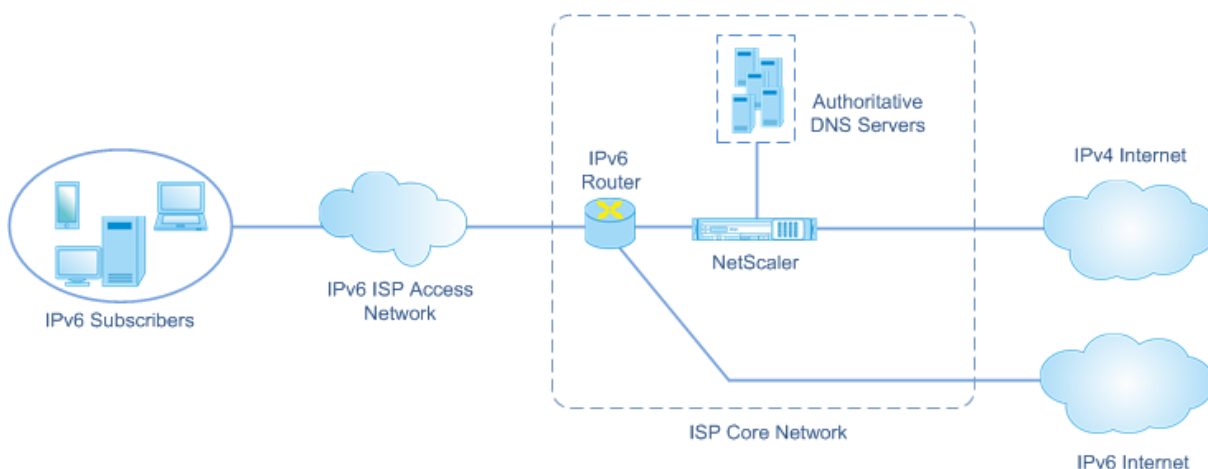 IPv6 Subscribers
IPv6 ISP Access
Network
IPv6
Router
Authoritative
DNS Servers
NetScaler
IPv4 Internet
ISP Core Network
IPv6 Internet